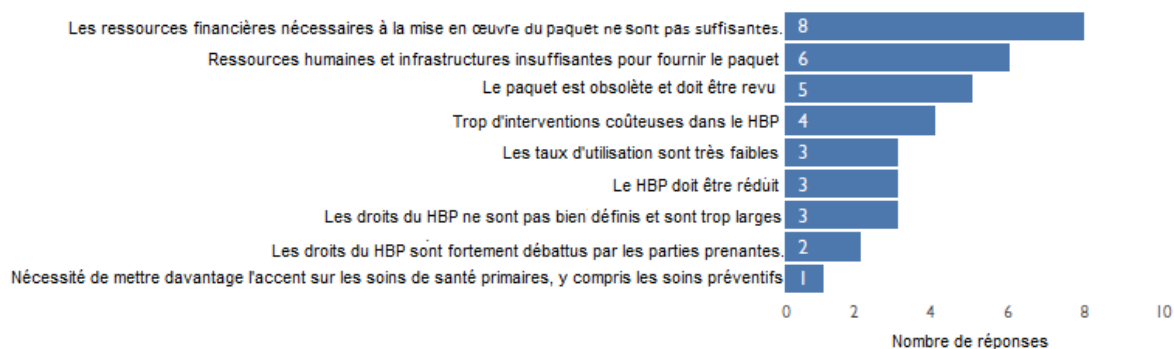 Les ressources financières nécessaires à la mise en œuvre du paquet ne sont pas suffisantes. 8
Ressources humaines et infrastructures insuffisantes pour fournir le paquet 6
Le paquet est obsolète et doit être revu 5
Trop d'interventions coûteuses dans le HBP 4
Les taux d'utilisation sont très faibles 3
Le HBP doit être réduit 3
Les droits du HBP ne sont pas bien définis et sont trop larges 3
Les droits du HBP sont fortement débattus par les parties prenantes. 2
Nécessité de mettre davantage l'accent sur les soins de santé primaires, y compris les soins préventifs 1
0 2 4 6 8 10
Nombre de réponses